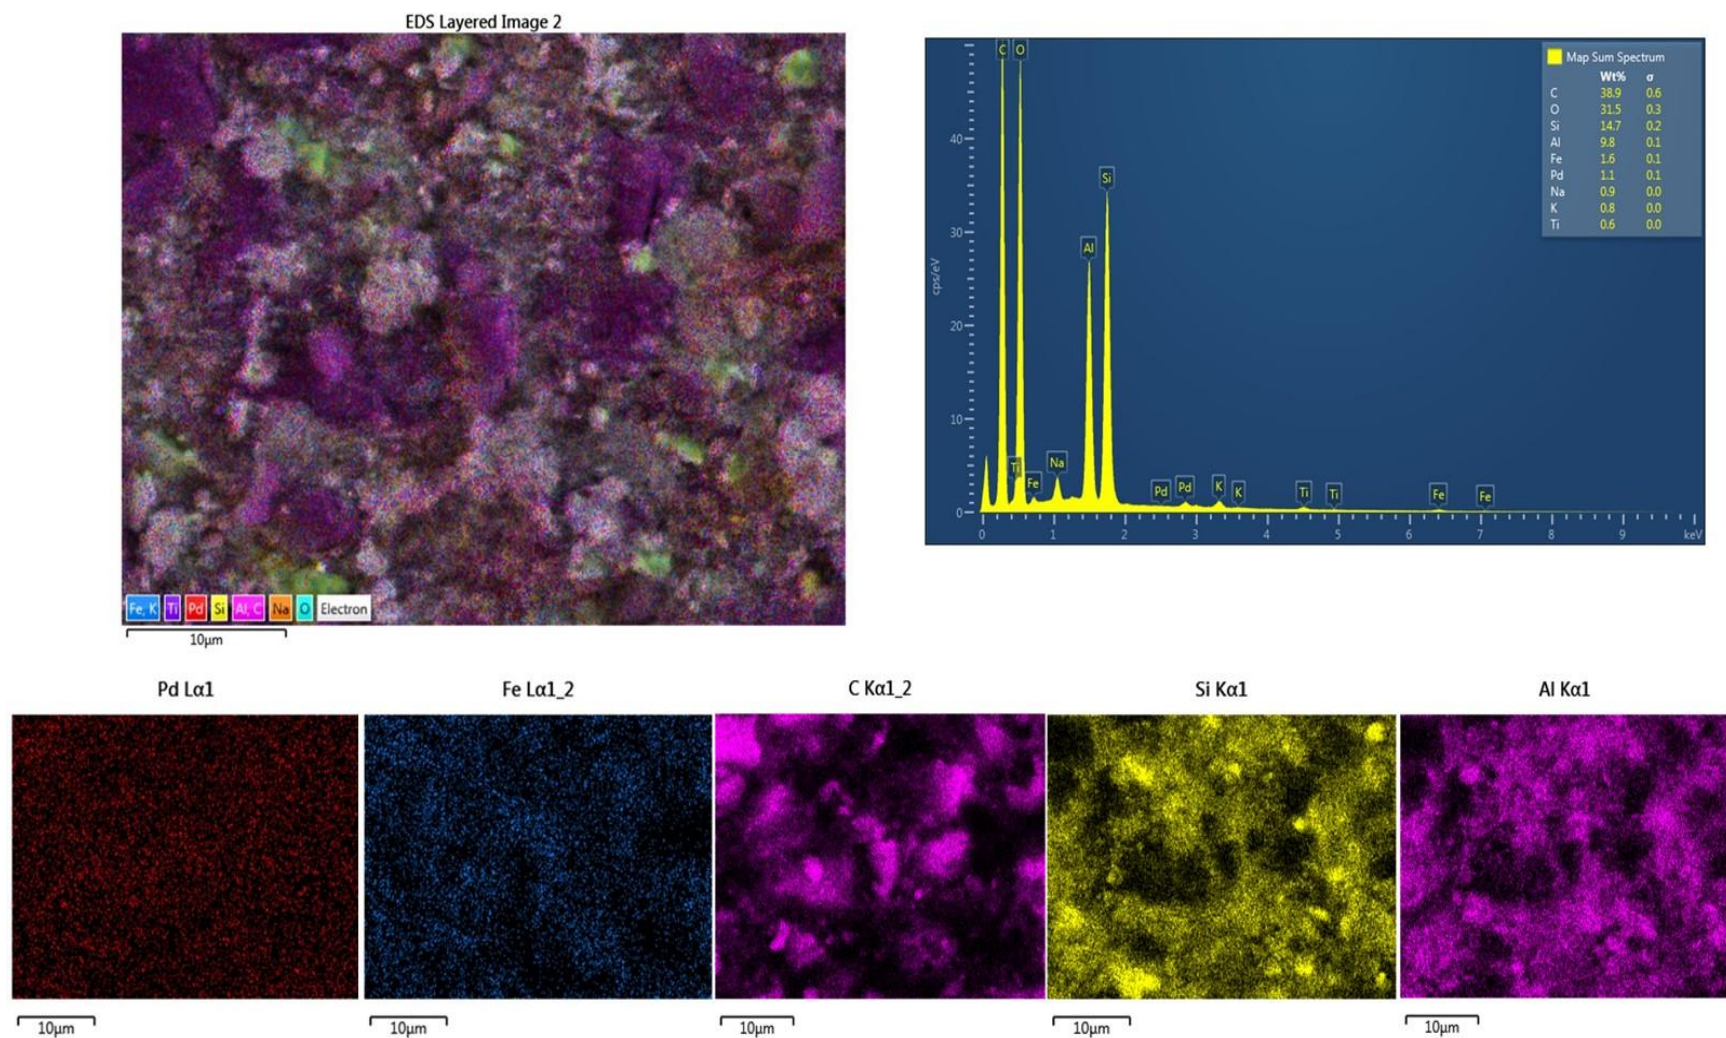 EDS Layered Image 2
Fe, K Ti Pd Si Al, C Na O Electron
10μm
Map Sum Spectrum
Wt% σ
C 38.9 0.6
O 31.5 0.3
Si 14.7 0.2
Al 9.8 0.1
Fe 1.6 0.1
Pd 1.1 0.1
Na 0.9 0.0
K 0.8 0.0
Ti 0.6 0.0
C O
Si
Al
Ti Fe Na Pd Pd K K Ti Ti Fe Fe
cps/eV
40
30
20
10
0
0 1 2 3 4 5 6 7 8 9 keV
Pd Lα1
Fe Lα1_2
C Kα1_2
Si Kα1
Al Kα1
10μm
10μm
10μm
10μm
10μm